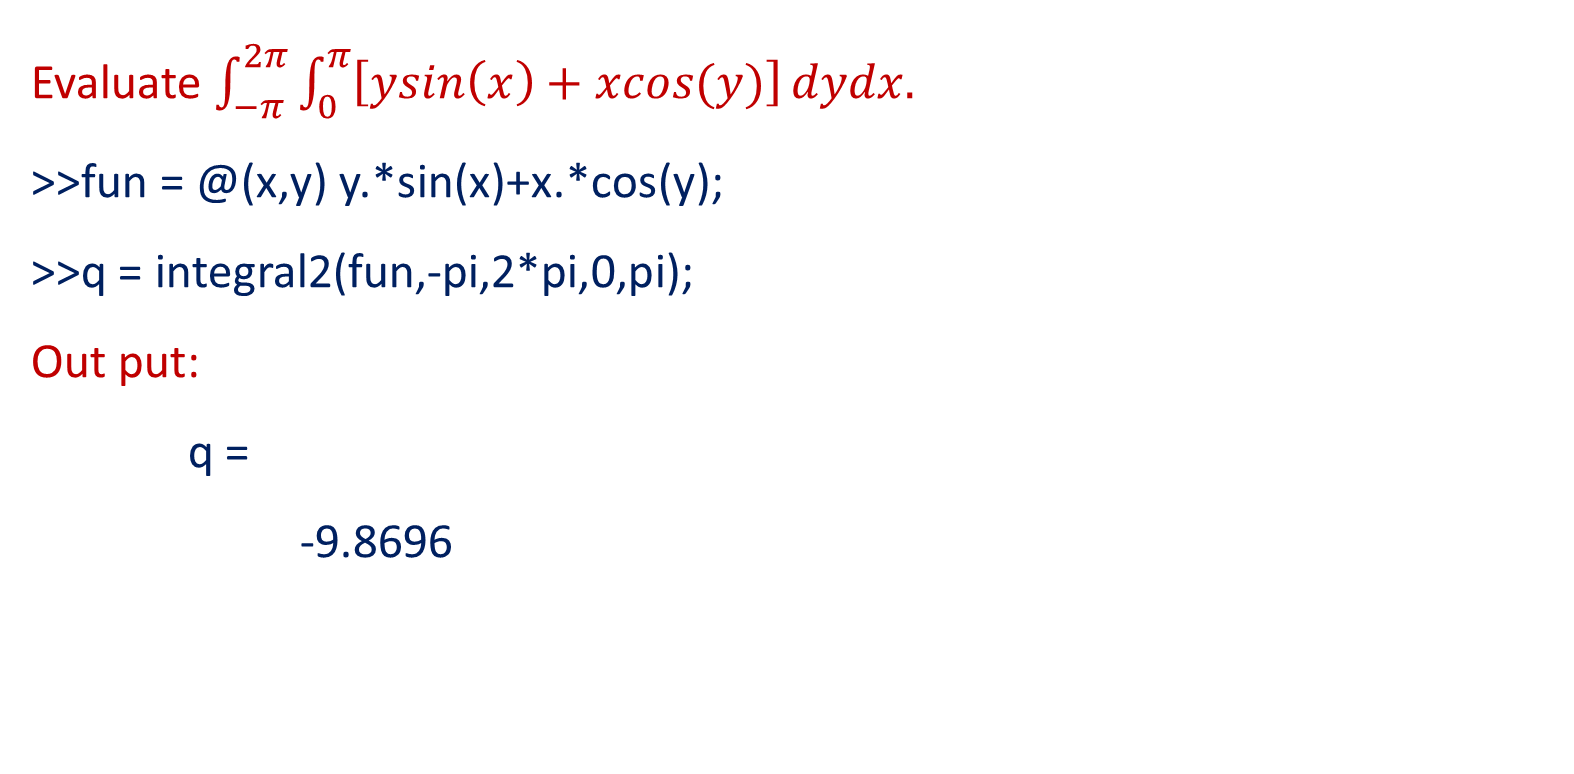 Evaluate ∫_{-π}^{2π} ∫_0^π [ysin(x) + xcos(y)] dydx.
>>fun = @(x,y) y.*sin(x)+x.*cos(y);
>>q = integral2(fun,-pi,2*pi,0,pi);
Out put:
q =
-9.8696